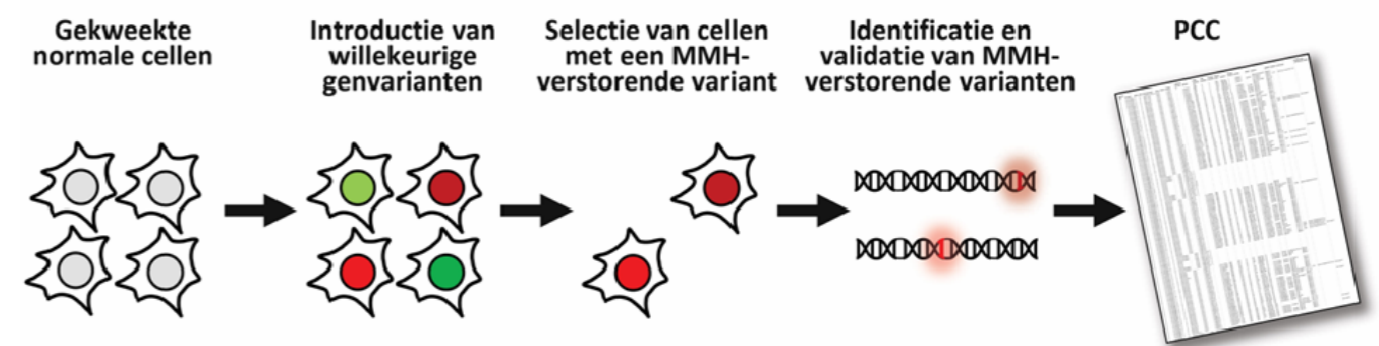 Gekweekte
normale cellen
Introductie van
willekeurige
genvarianten
Selectie van cellen
met een MMH-
verstorende variant
Identificatie en
validatie van MMH-
verstorende varianten
PCC